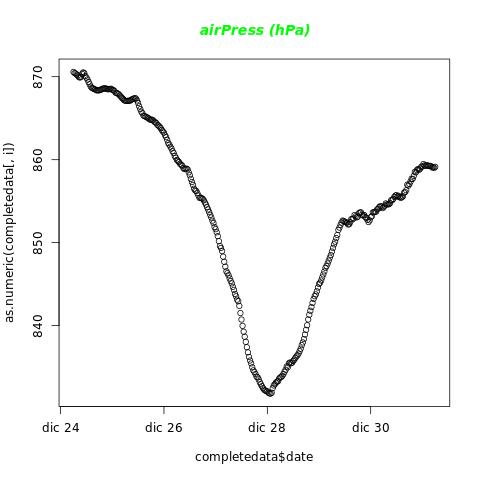 airPress (hPa)
as.numeric(completedata[, i])
870
860
850
840
dic 24
dic 26
dic 28
dic 30
completedata$date